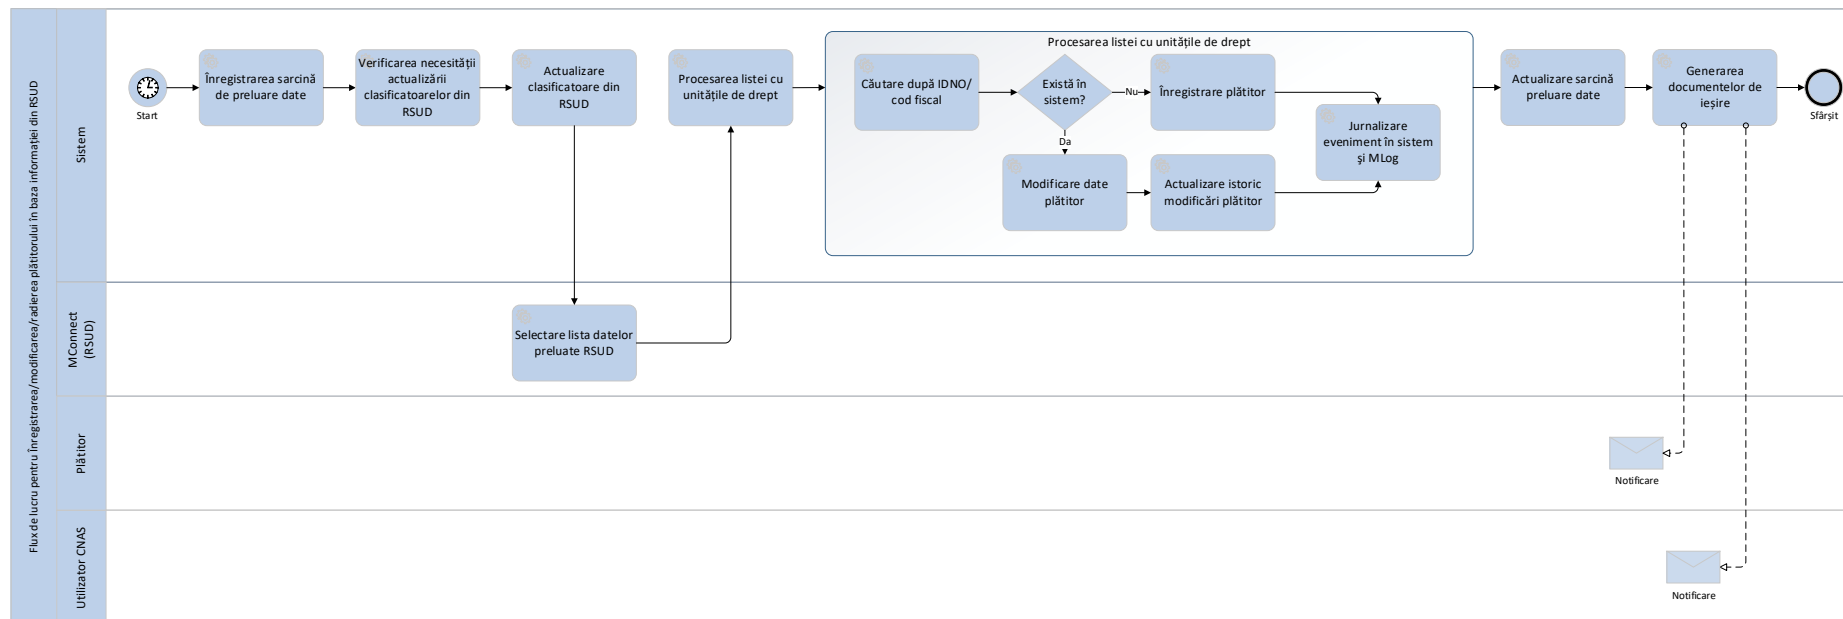 Flux de lucru pentru înregistrarea/modificarea/radierea plătitorului în baza informației din RSUD
Sistem
Start
Înregistrarea sarcină
de preluare date
Verificarea necesității
actualizării
clasificatoarelor din
RSUD
Actualizare
clasificatoare din
RSUD
Procesarea listei cu
unitățile de drept
Procesarea listei cu unitățile de drept
Căutare după IDNO/
cod fiscal
Există în
sistem?
Nu
Înregistrare plătitor
Da
Modificare date
plătitor
Actualizare istoric
modificări plătitor
Jurnalizare
eveniment în sistem
și MLog
Actualizare sarcină
preluare date
Generarea
documentelor de
ieșire
Sfârșit
MConnect
(RSUD)
Selectare lista datelor
preluate RSUD
Plătitor
Notificare
Utilizator CNAS
Notificare